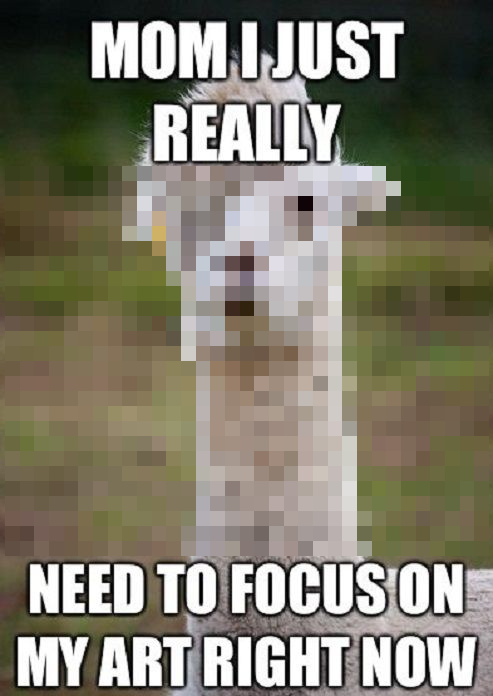 MOM I JUST
REALLY
NEED TO FOCUS ON
MY ART RIGHT NOW